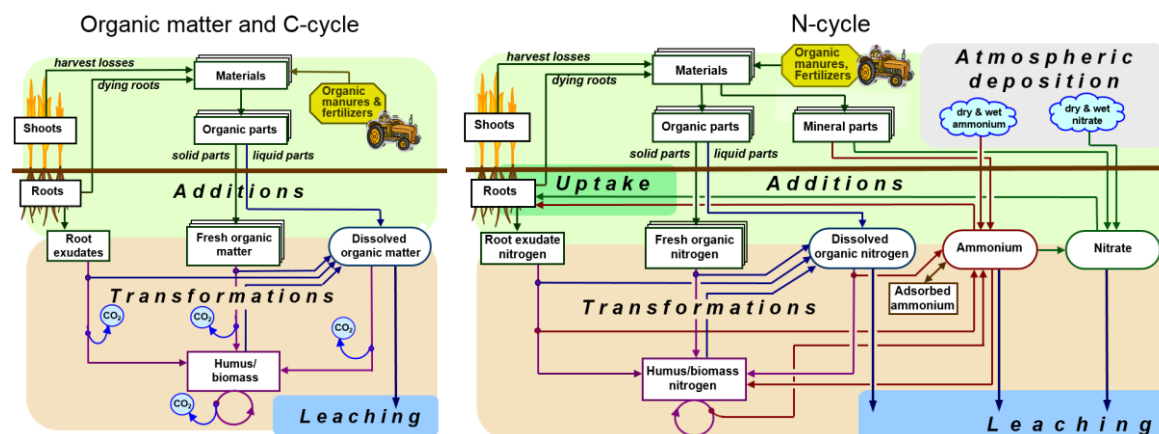 Organic matter and C-cycle
harvest losses
dying roots
Materials
Organic
manures &
fertilizers
Shoots
Organic parts
solid parts
liquid parts
Roots
Additions
Root
exudates
Fresh organic
matter
Dissolved
organic matter
Transformations
CO2
CO2
CO2
Humus/
biomass
CO2
Leaching
N-cycle
harvest losses
dying roots
Materials
Organic
manures,
Fertilizers
Atmospheric
deposition
dry & wet
ammonium
dry & wet
nitrate
Shoots
Organic parts
Mineral parts
solid parts
liquid parts
Roots
Uptake
Additions
Root exudate
nitrogen
Fresh organic
nitrogen
Dissolved
organic nitrogen
Ammonium
Nitrate
Adsorbed
ammonium
Transformations
Humus/biomass
nitrogen
Leaching